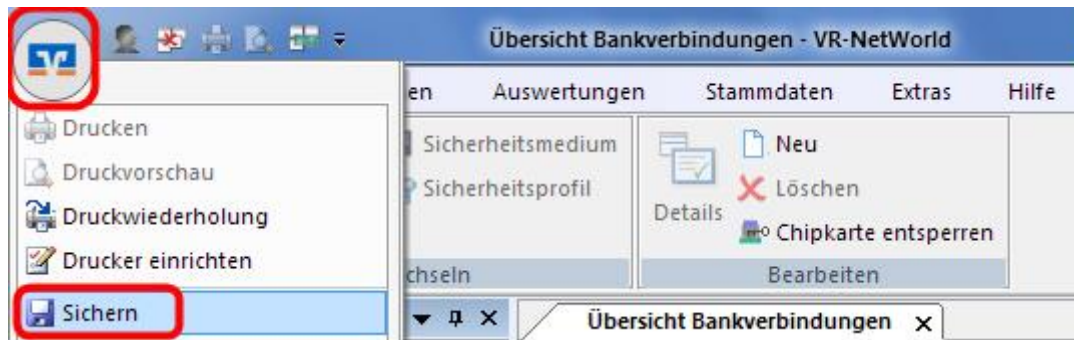 Übersicht Bankverbindungen - VR-NetWorld
en Auswertungen Stammdaten Extras Hilfe
Drucken
Druckvorschau
Druckwiederholung
Drucker einrichten
Sichern
Sicherheitsmedium
Sicherheitsprofil
chseln
Details
Neu
Löschen
Chipkarte entsperren
Bearbeiten
Übersicht Bankverbindungen